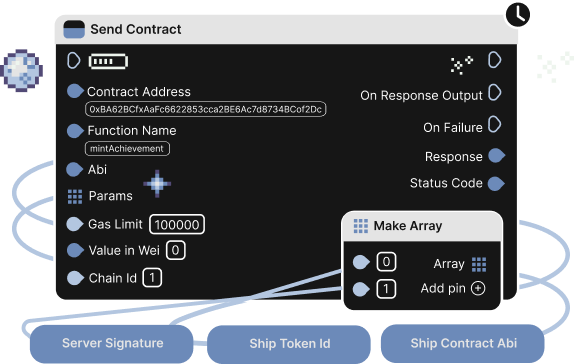 Send Contract
Contract Address
0xBA62BCfxAaFc6622853cca2BE6Ac7d8734BCof2Dc
On Response Output
Function Name
mintAchievement
On Failure
Abi
Response
Params
Status Code
Gas Limit 100000
Value in Wei 0
Chain Id 1
Make Array
0
Array
1
Add pin
Server Signature
Ship Token Id
Ship Contract Abi